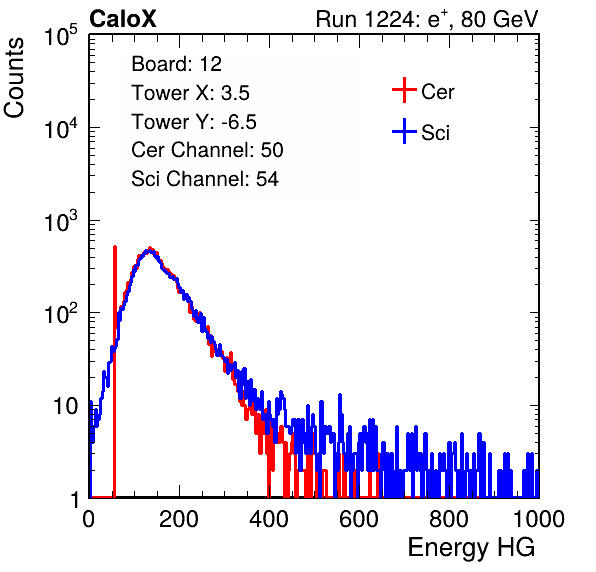 CaloX Run 1224: e⁺, 80 GeV
Counts
Board: 12
Tower X: 3.5
Tower Y: -6.5
Cer Channel: 50
Sci Channel: 54
Cer
Sci
10⁵
10⁴
10³
10²
10
1
0 200 400 600 800 1000
Energy HG